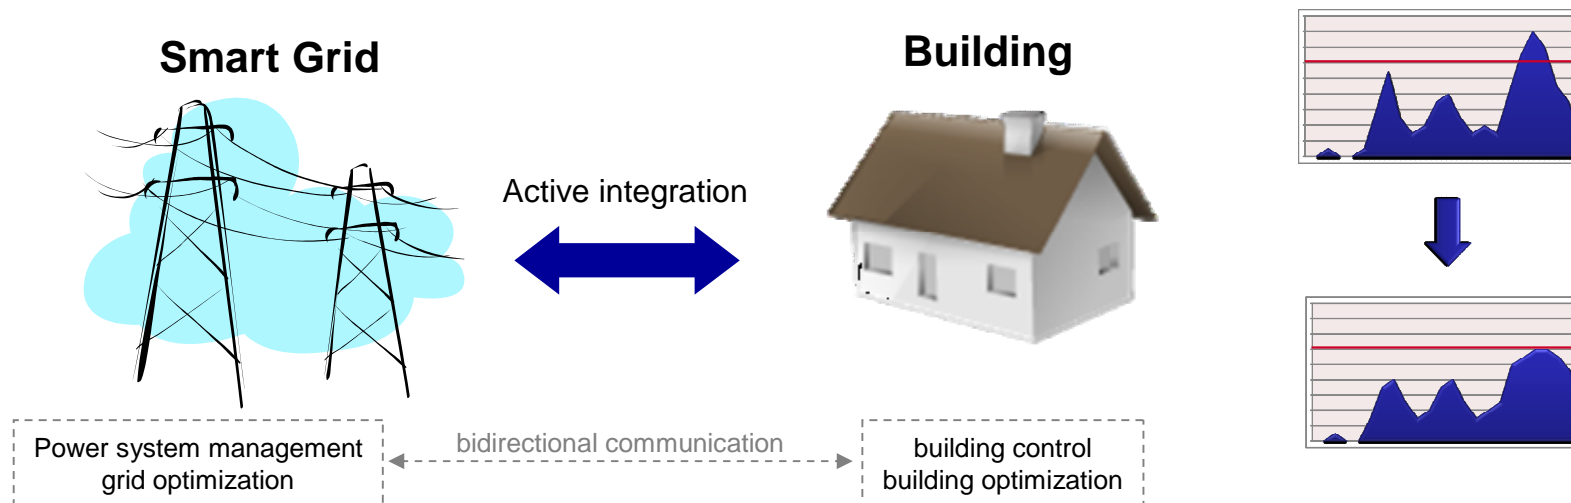 Smart Grid
Building
Active integration
Power system management
grid optimization
bidirectional communication
building control
building optimization